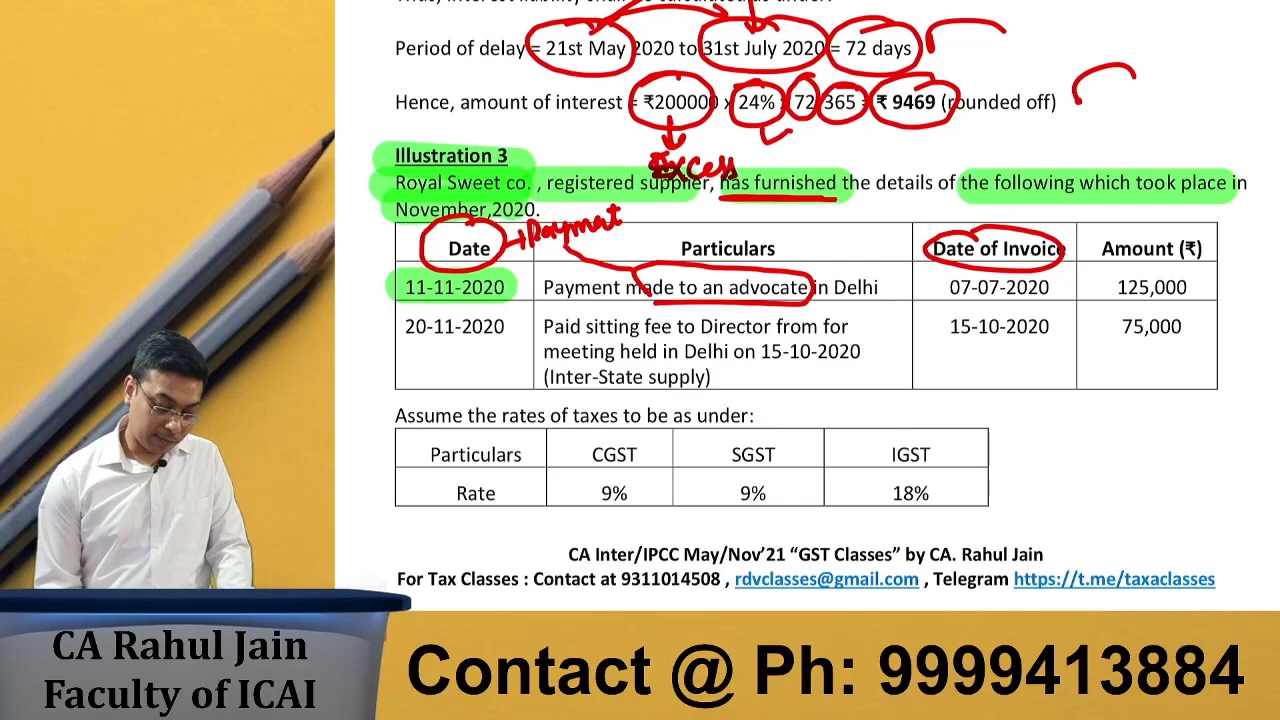 Period of delay = 21st May 2020 to 31st July 2020 = 72 days
Hence, amount of interest = ₹200000 x 24% 72 365 = ₹ 9469 (rounded off)
Excess
Illustration 3
Royal Sweet co. , registered supplier, has furnished the details of the following which took place in
November,2020.
Payment
Date Particulars Date of Invoice Amount (₹)
11-11-2020 Payment made to an advocate in Delhi 07-07-2020 125,000
20-11-2020 Paid sitting fee to Director from for 15-10-2020 75,000
meeting held in Delhi on 15-10-2020
(Inter-State supply)
Assume the rates of taxes to be as under:
Particulars CGST SGST IGST
Rate 9% 9% 18%
CA Inter/IPCC May/Nov’21 “GST Classes” by CA. Rahul Jain
For Tax Classes : Contact at 9311014508 , rdvclasses@gmail.com , Telegram https://t.me/taxaclasses
CA Rahul Jain
Faculty of ICAI
Contact @ Ph: 9999413884